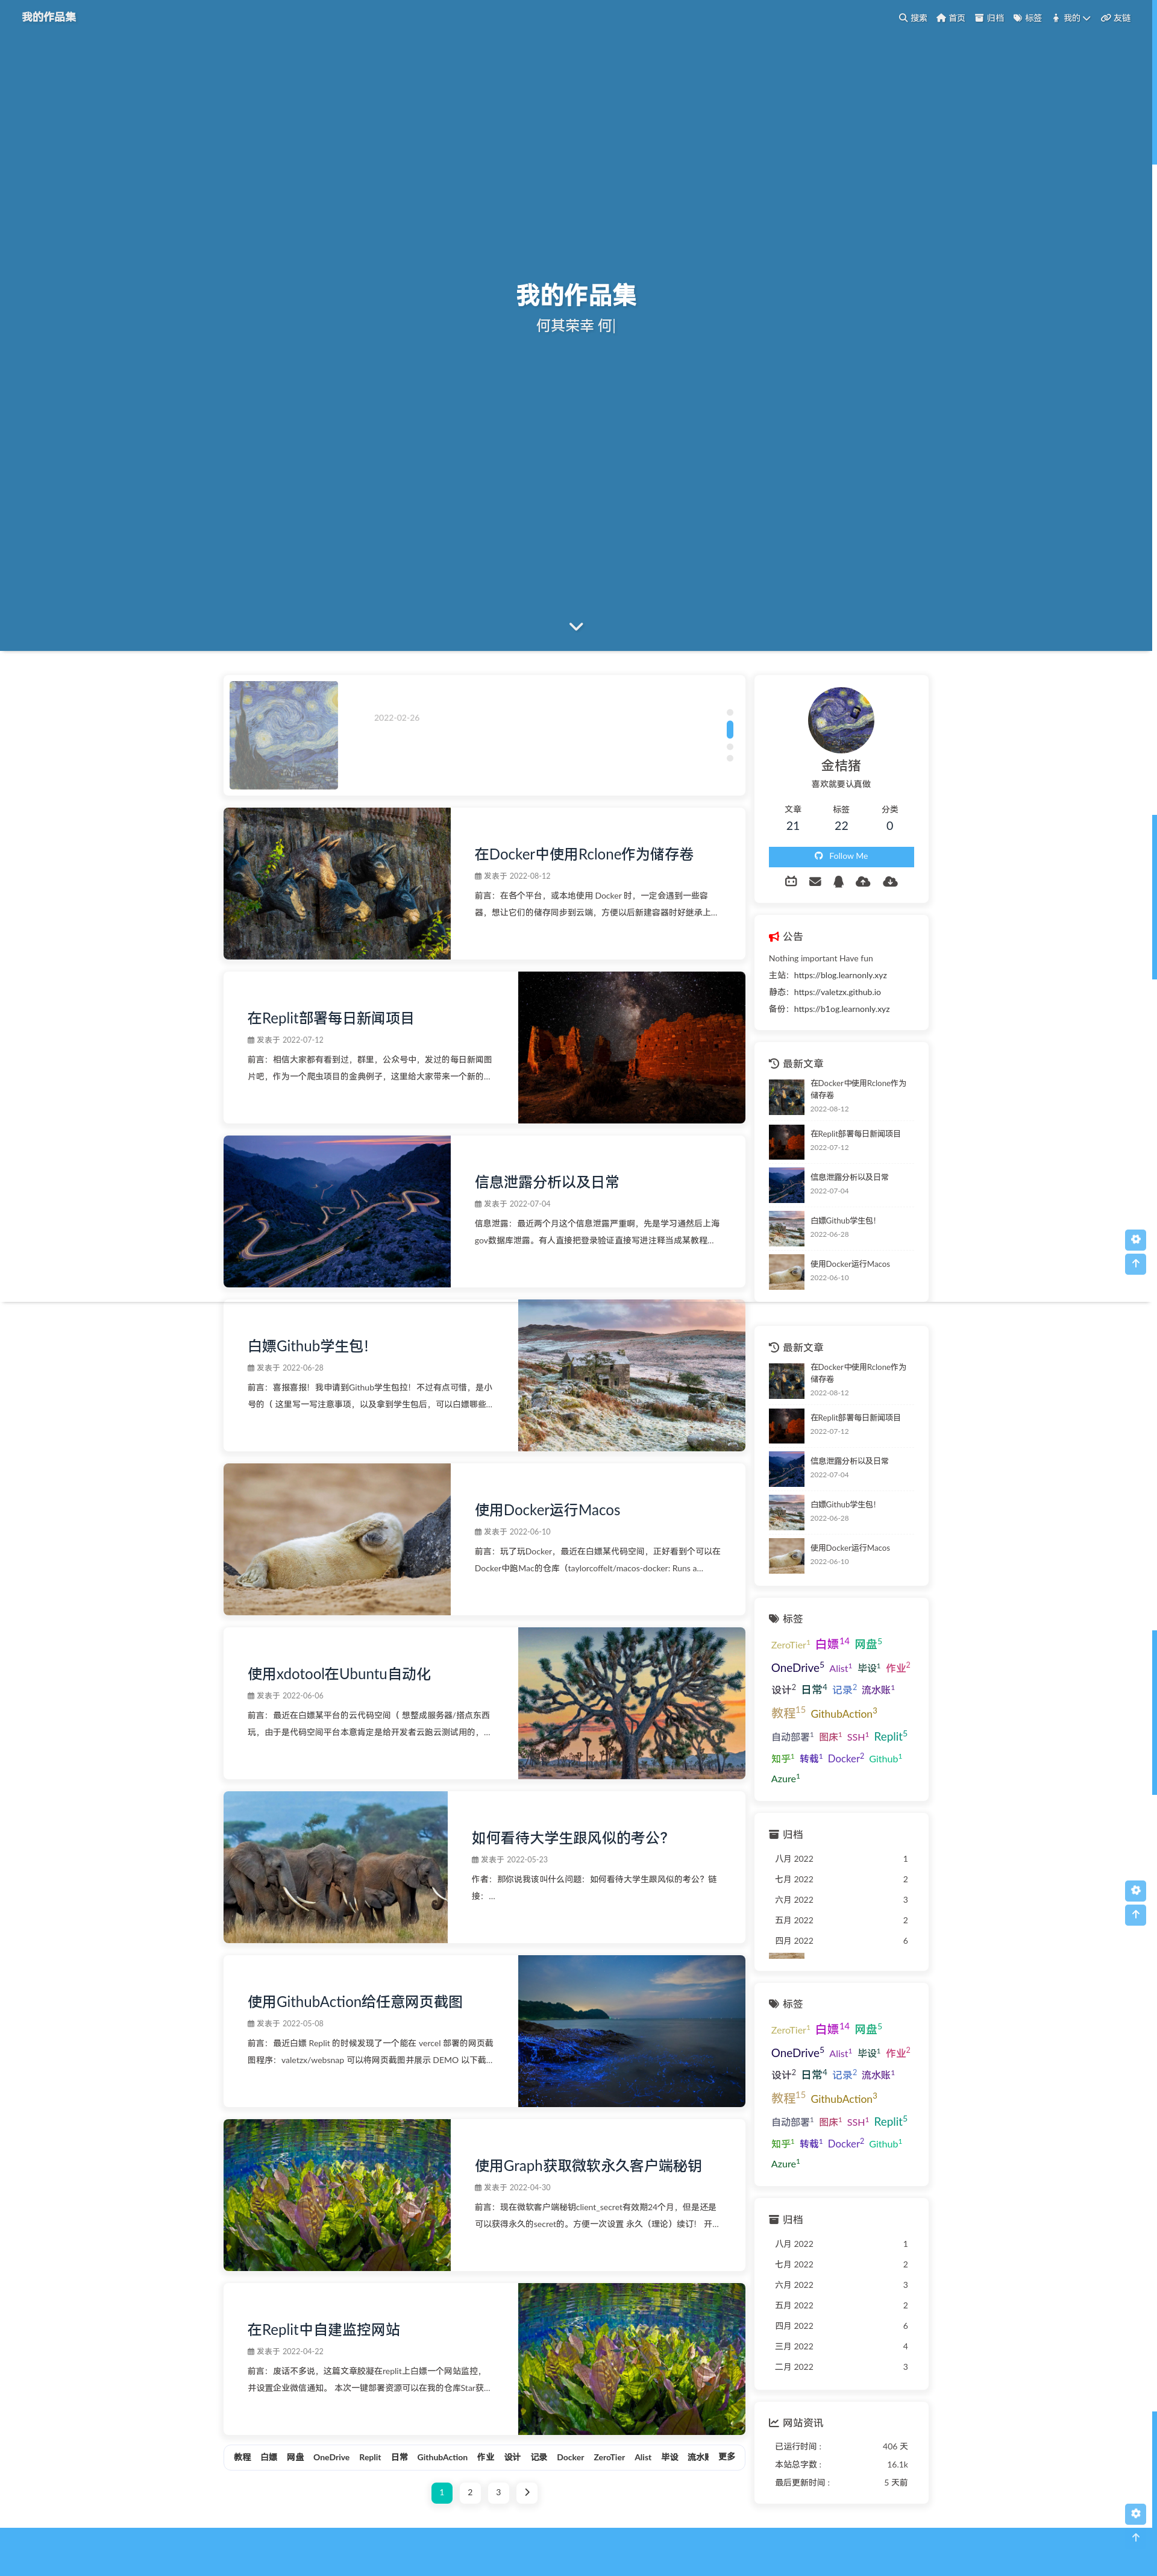 我的作品集
搜索 首页 归档 标签 我的 友链
我的作品集
何其荣幸 何|
2022-02-26
在Docker中使用Rclone作为储存卷
发表于 2022-08-12
前言：在各个平台，或本地使用 Docker 时，一定会遇到一些容
器，想让它们的储存同步到云端，方便以后新建容器时好继承上...
在Replit部署每日新闻项目
发表于 2022-07-12
前言：相信大家都有看到过，群里，公众号中，发过的每日新闻图
片吧，作为一个爬虫项目的金典例子，这里给大家带来一个新的...
信息泄露分析以及日常
发表于 2022-07-04
信息泄露：最近两个月这个信息泄露严重啊，先是学习通然后上海
gov数据库泄露。有人直接把登录验证直接写进注释当成某教程...
白嫖Github学生包！
发表于 2022-06-28
前言：喜报喜报！我申请到Github学生包拉！不过有点可惜，是小
号的（ 这里写一写注意事项，以及拿到学生包后，可以白嫖哪些...
使用Docker运行Macos
发表于 2022-06-10
前言：玩了玩Docker，最近在白嫖某代码空间，正好看到个可以在
Docker中跑Mac的仓库（taylorcoffelt/macos-docker: Runs a...
使用xdotool在Ubuntu自动化
发表于 2022-06-06
前言：最近在白嫖某平台的云代码空间（ 想整成服务器/搭点东西
玩，由于是代码空间平台本意肯定是给开发者云跑云测试用的，...
如何看待大学生跟风似的考公？
发表于 2022-05-23
作者：那你说我该叫什么问题：如何看待大学生跟风似的考公？链
接：...
使用GithubAction给任意网页截图
发表于 2022-05-08
前言：最近白嫖 Replit 的时候发现了一个能在 vercel 部署的网页截
图程序：valetzx/websnap 可以将网页截图并展示 DEMO 以下截...
使用Graph获取微软永久客户端秘钥
发表于 2022-04-30
前言：现在微软客户端秘钥client_secret有效期24个月，但是还是
可以获得永久的secret的。方便一次设置 永久（理论）续订！ 开...
在Replit中自建监控网站
发表于 2022-04-22
前言：废话不多说，这篇文章胶凝在replit上白嫖一个网站监控，
并设置企业微信通知。 本次一键部署资源可以在我的仓库Star获...
教程 白嫖 网盘 OneDrive Replit 日常 GithubAction 作业 设计 记录 Docker ZeroTier Alist 毕设 流水账 更多
1 2 3
金桔猪
喜欢就要认真做
文章 标签 分类
21 22 0
Follow Me
公告
Nothing important Have fun
主站：https://blog.learnonly.xyz
静态：https://valetzx.github.io
备份：https://b1og.learnonly.xyz
最新文章
在Docker中使用Rclone作为
储存卷
2022-08-12
在Replit部署每日新闻项目
2022-07-12
信息泄露分析以及日常
2022-07-04
白嫖Github学生包！
2022-06-28
使用Docker运行Macos
2022-06-10
最新文章
在Docker中使用Rclone作为
储存卷
2022-08-12
在Replit部署每日新闻项目
2022-07-12
信息泄露分析以及日常
2022-07-04
白嫖Github学生包！
2022-06-28
使用Docker运行Macos
2022-06-10
标签
ZeroTier1 白嫖14 网盘5
OneDrive5 Alist1 毕设1 作业2
设计2 日常4 记录2 流水账1
教程15 GithubAction3
自动部署1 图床1 SSH1 Replit5
知乎1 转载1 Docker2 Github1
Azure1
归档
八月 2022 1
七月 2022 2
六月 2022 3
五月 2022 2
四月 2022 6
标签
ZeroTier1 白嫖14 网盘5
OneDrive5 Alist1 毕设1 作业2
设计2 日常4 记录2 流水账1
教程15 GithubAction3
自动部署1 图床1 SSH1 Replit5
知乎1 转载1 Docker2 Github1
Azure1
归档
八月 2022 1
七月 2022 2
六月 2022 3
五月 2022 2
四月 2022 6
三月 2022 4
二月 2022 3
网站资讯
已运行时间 : 406 天
本站总字数 : 16.1k
最后更新时间 : 5 天前